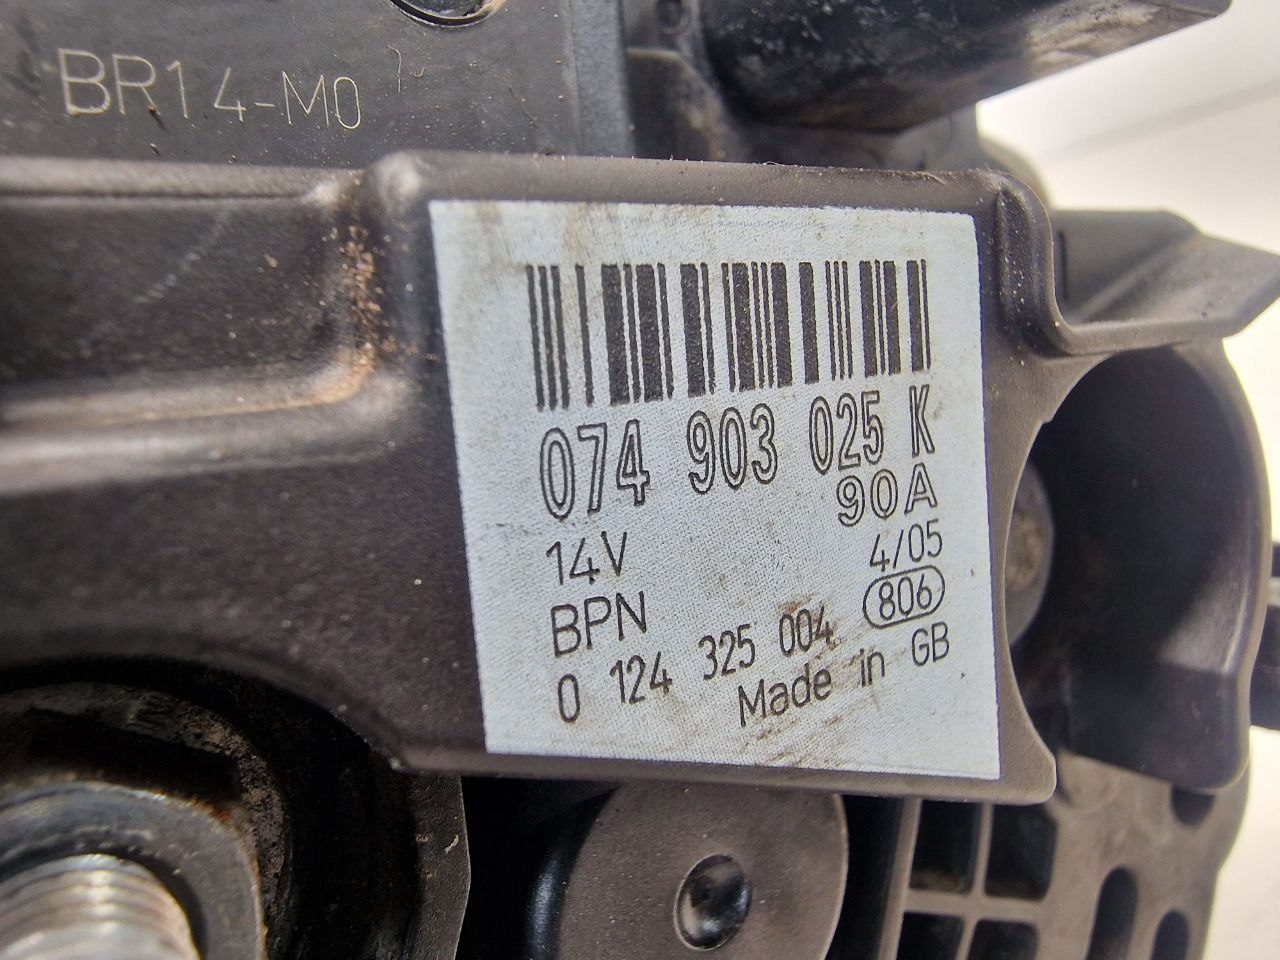 BR14-M0
074 903 025 K
90A
14V 4/05
BPN 806
0 124 325 004
Made in GB